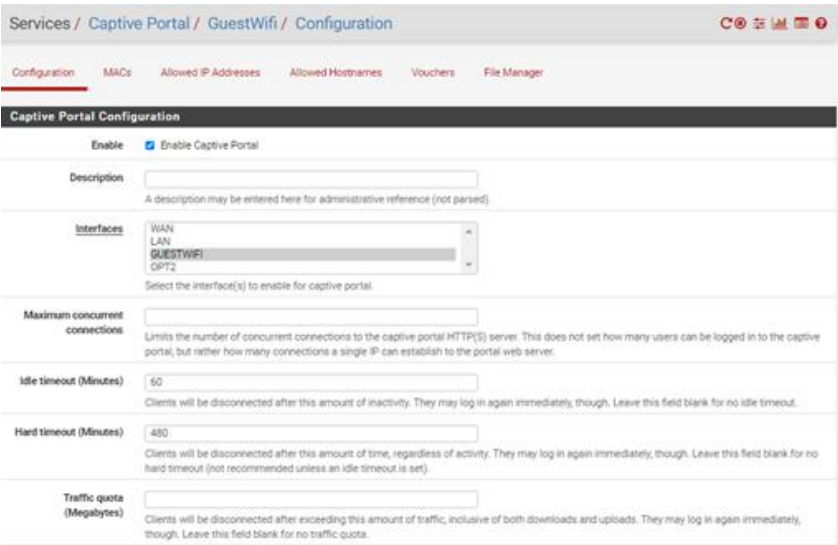 Services / Captive Portal / GuestWifi / Configuration
Configuration MACs Allowed IP Addresses Allowed Hostnames Vouchers File Manager
Captive Portal Configuration
Enable Enable Captive Portal
Description
A description may be entered here for administrative reference (not parsed).
Interfaces
WAN
LAN
GUESTWIFI
OPT2
Select the interface(s) to enable for captive portal.
Maximum concurrent
connections
Limits the number of concurrent connections to the captive portal HTTP(S) server. This does not set how many users can be logged in to the captive
portal, but rather how many connections a single IP can establish to the portal web server.
Idle timeout (Minutes) 60
Clients will be disconnected after this amount of inactivity. They may log in again immediately, though. Leave this field blank for no idle timeout.
Hard timeout (Minutes) 480
Clients will be disconnected after this amount of time, regardless of activity. They may log in again immediately, though. Leave this field blank for no
hard timeout (not recommended unless an idle timeout is set).
Traffic quota
(Megabytes)
Clients will be disconnected after exceeding this amount of traffic, inclusive of both downloads and uploads. They may log in again immediately,
though. Leave this field blank for no traffic quota.